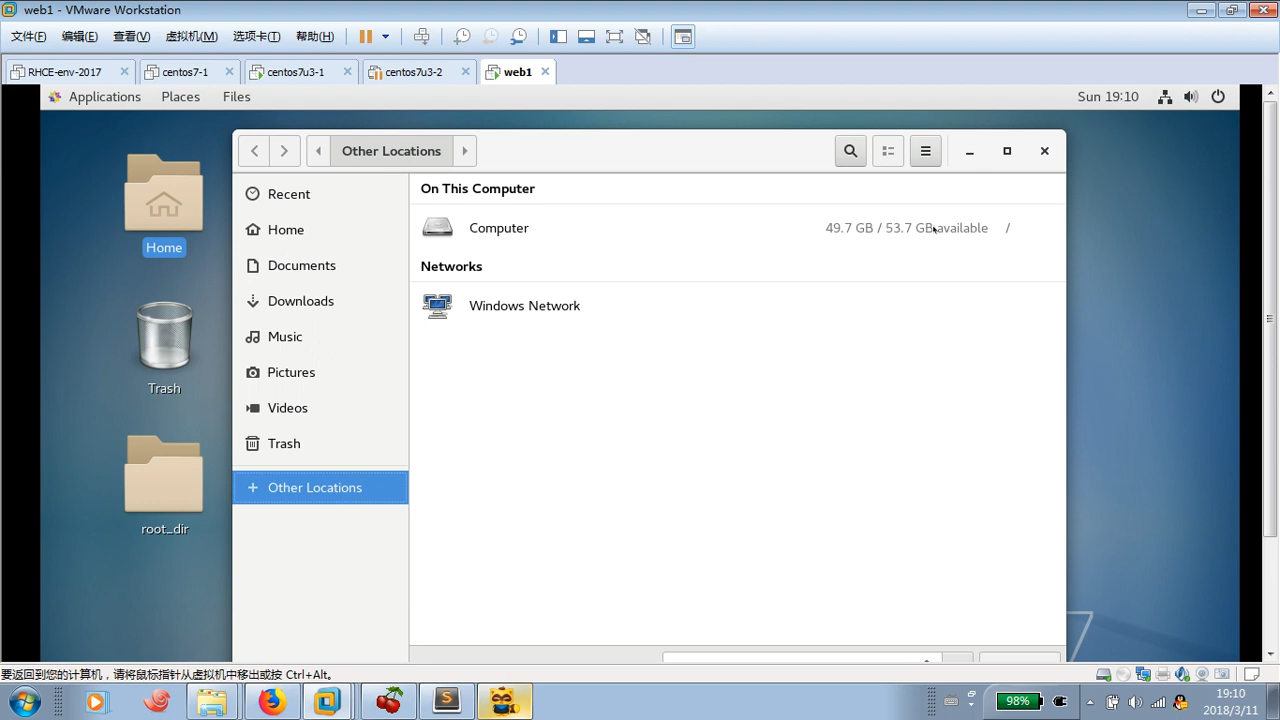 web1 - VMware Workstation
文件(F) 编辑(E) 查看(V) 虚拟机(M) 选项卡(T) 帮助(H)
RHCE-env-2017 centos7-1 centos7u3-1 centos7u3-2 web1
Applications Places Files Sun 19:10
Other Locations
Home
Trash
root_dir
Recent
Home
Documents
Downloads
Music
Pictures
Videos
Trash
Other Locations
On This Computer
Computer 49.7 GB / 53.7 GB available /
Networks
Windows Network
7
要返回到您的计算机，请将鼠标指针从虚拟机中移出或按 Ctrl+Alt。
98%
19:10
2018/3/11